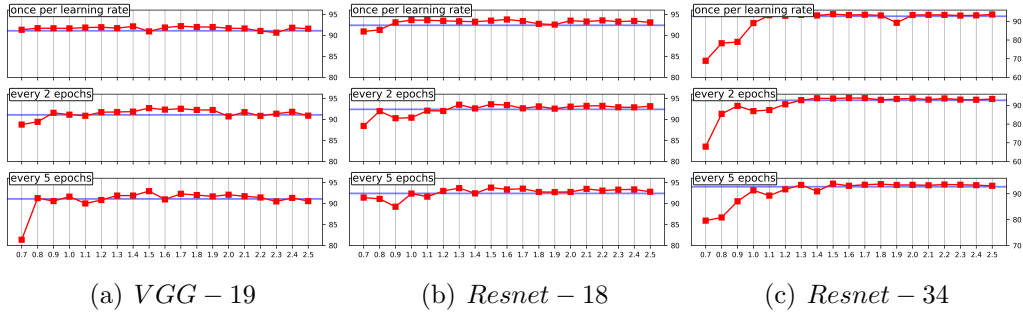 once per learning rate once per learning rate once per learning rate
95 95 90
90 90 80
85 85 70
80 80 60
every 2 epochs every 2 epochs every 2 epochs
95 95 90
90 90 80
85 85 70
80 80 60
every 5 epochs every 5 epochs every 5 epochs
95 95 90
90 90 80
85 85 70
80 80
0.7 0.8 0.9 1.0 1.1 1.2 1.3 1.4 1.5 1.6 1.7 1.8 1.9 2.0 2.1 2.2 2.3 2.4 2.5 0.7 0.8 0.9 1.0 1.1 1.2 1.3 1.4 1.5 1.6 1.7 1.8 1.9 2.0 2.1 2.2 2.3 2.4 2.5 0.7 0.8 0.9 1.0 1.1 1.2 1.3 1.4 1.5 1.6 1.7 1.8 1.9 2.0 2.1 2.2 2.3 2.4 2.5
(a) VGG − 19 (b) Resnet − 18 (c) Resnet − 34